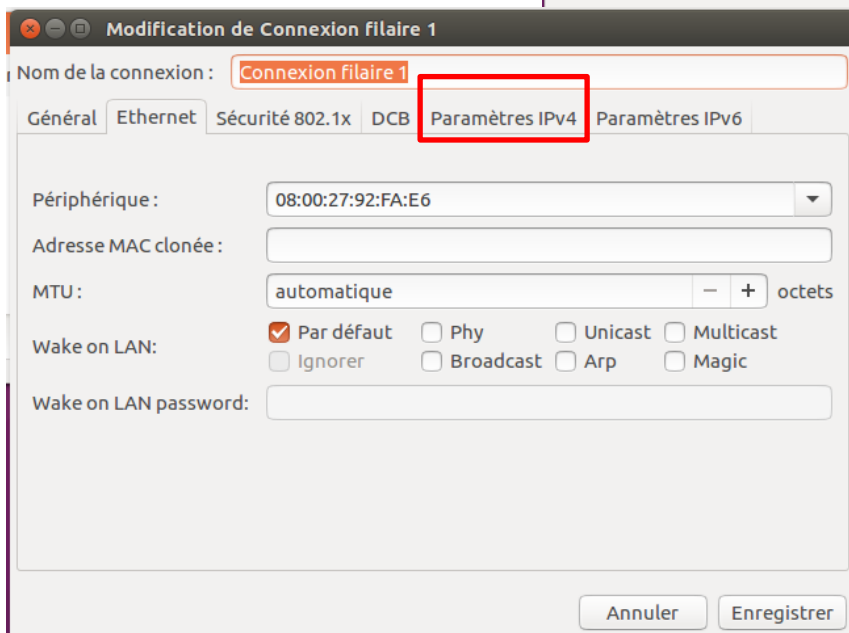 Modification de Connexion filaire 1
Nom de la connexion : Connexion filaire 1
Général Ethernet Sécurité 802.1x DCB Paramètres IPv4 Paramètres IPv6
Périphérique : 08:00:27:92:FA:E6
Adresse MAC clonée :
MTU : automatique − + octets
Wake on LAN: Par défaut Phy Unicast Multicast
Ignorer Broadcast Arp Magic
Wake on LAN password:
Annuler Enregistrer